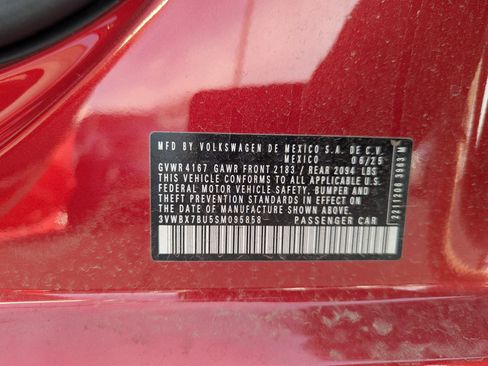 MFD BY VOLKSWAGEN DE MEXICO S.A. DE C.V.
MEXICO 06/25
GVWR 4167 GAWR FRONT 2183 / REAR 2094 LBS
THIS VEHICLE CONFORMS TO ALL APPLICABLE U.S.
FEDERAL MOTOR VEHICLE SAFETY, BUMPER AND
THEFT PREVENTION STANDARDS IN EFFECT ON
THE DATE OF MANUFACTURE SHOWN ABOVE.
3VWBX7BU5SM095858 PASSENGER CAR
2211206 3963 M